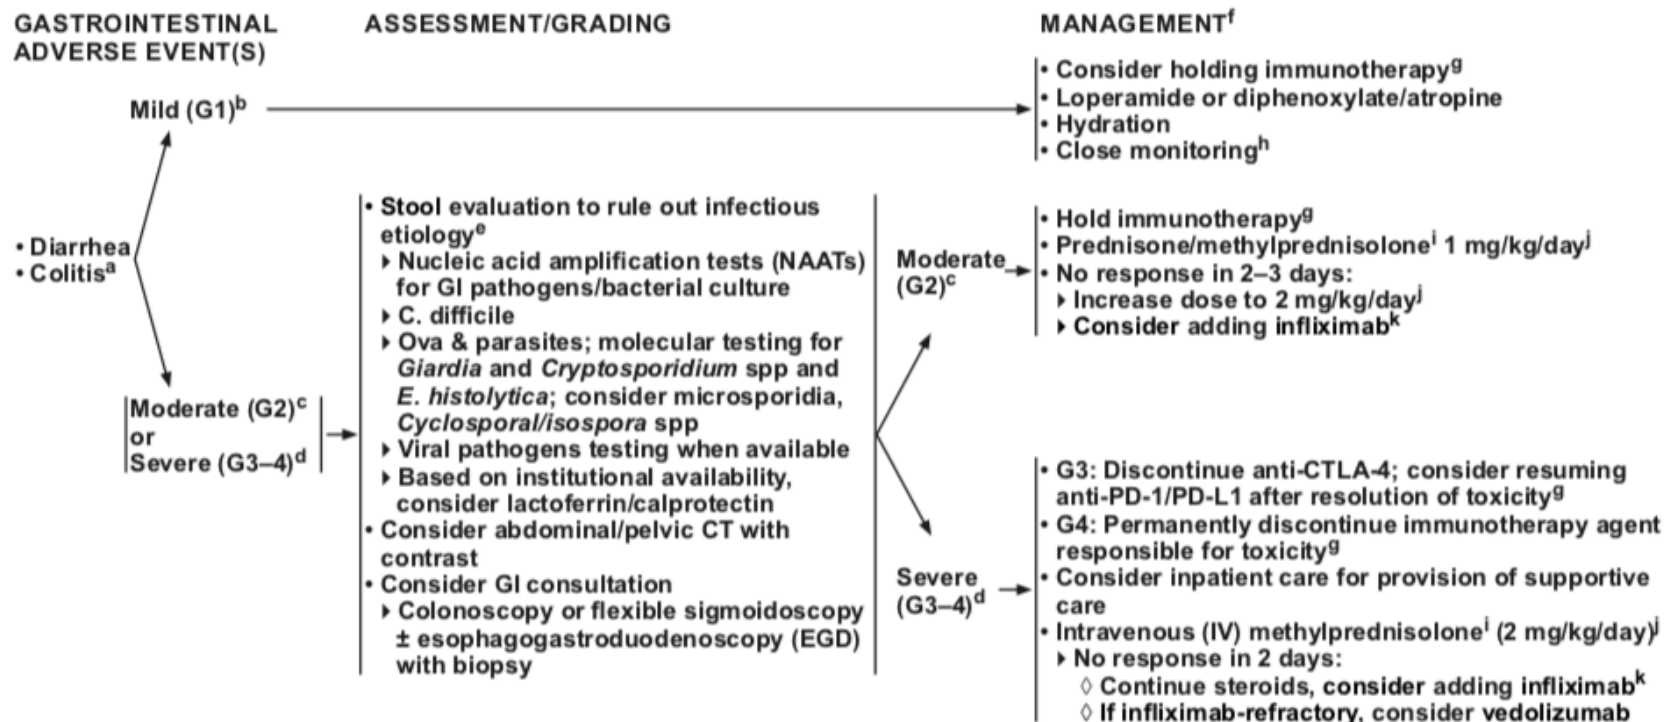 GASTROINTESTINAL
ADVERSE EVENT(S)
ASSESSMENT/GRADING
MANAGEMENTf
• Diarrhea
• Colitisa
Mild (G1)b
• Consider holding immunotherapyg
• Loperamide or diphenoxylate/atropine
• Hydration
• Close monitoringh
Moderate (G2)c
or
Severe (G3–4)d
• Stool evaluation to rule out infectious
etiologye
▸ Nucleic acid amplification tests (NAATs)
for GI pathogens/bacterial culture
▸ C. difficile
▸ Ova & parasites; molecular testing for
Giardia and Cryptosporidium spp and
E. histolytica; consider microsporidia,
Cyclosporal/isospora spp
▸ Viral pathogens testing when available
▸ Based on institutional availability,
consider lactoferrin/calprotectin
• Consider abdominal/pelvic CT with
contrast
• Consider GI consultation
▸ Colonoscopy or flexible sigmoidoscopy
± esophagogastroduodenoscopy (EGD)
with biopsy
Moderate
(G2)c
• Hold immunotherapyg
• Prednisone/methylprednisolonei 1 mg/kg/dayj
• No response in 2–3 days:
▸ Increase dose to 2 mg/kg/dayj
▸ Consider adding infliximabk
Severe
(G3–4)d
• G3: Discontinue anti-CTLA-4; consider resuming
anti-PD-1/PD-L1 after resolution of toxicityg
• G4: Permanently discontinue immunotherapy agent
responsible for toxicityg
• Consider inpatient care for provision of supportive
care
• Intravenous (IV) methylprednisolonei (2 mg/kg/day)j
▸ No response in 2 days:
◊ Continue steroids, consider adding infliximabk
◊ If infliximab-refractory, consider vedolizumab